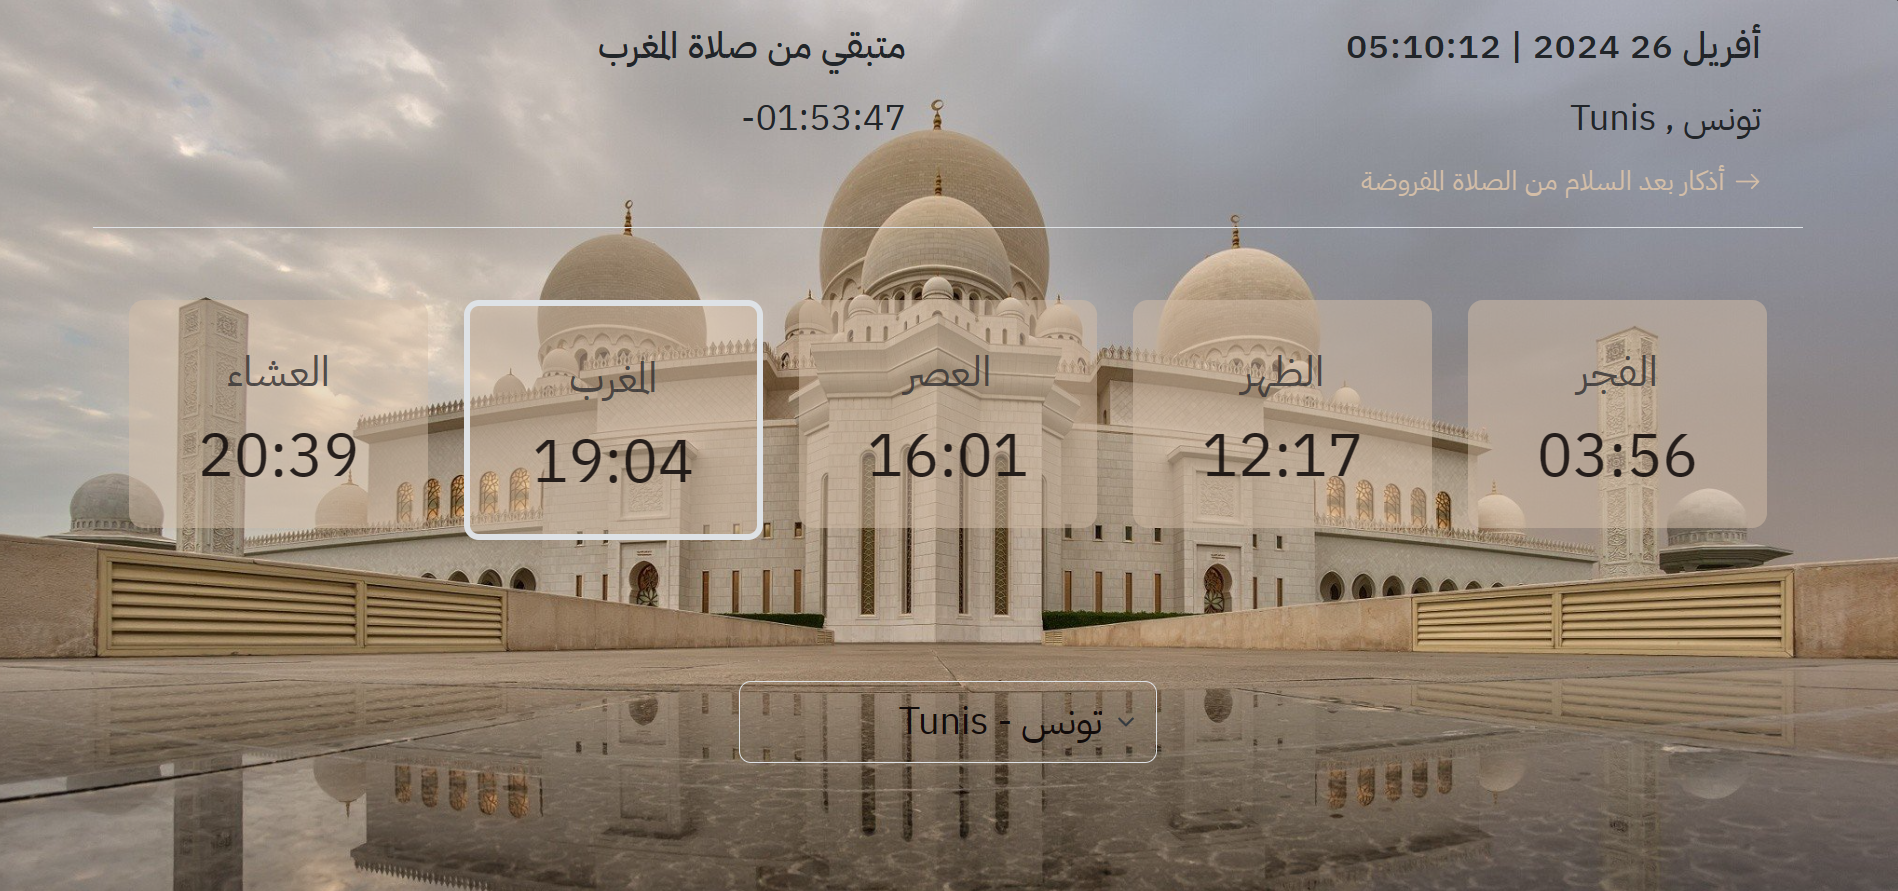 أفريل 26 2024 | 05:10:12
تونس , Tunis
→ أذكار بعد السلام من الصلاة المفروضة
متبقي من صلاة المغرب
-01:53:47
الفجر
03:56
الظهر
12:17
العصر
16:01
المغرب
19:04
العشاء
20:39
تونس - Tunis